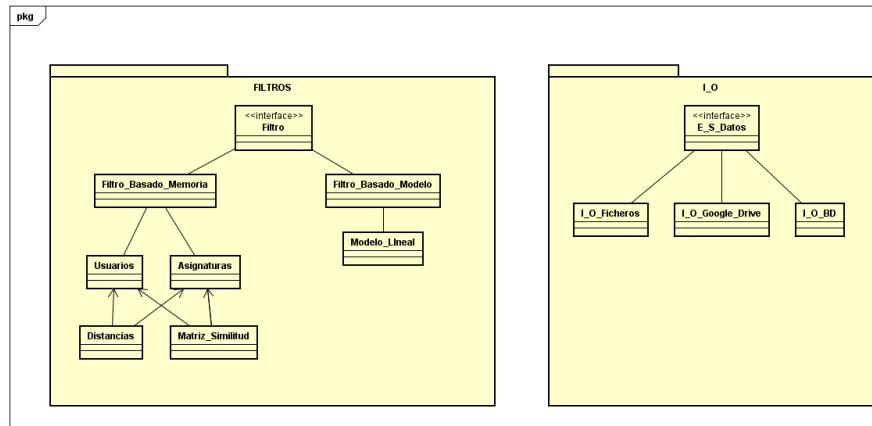 pkg
FILTROS
<<interface>>
Filtro
Filtro_Basado_Memoria
Filtro_Basado_Modelo
Modelo_LIneal
Usuarios
Asignaturas
Distancias
Matriz_Similitud
I_O
<<interface>>
E_S_Datos
I_O_Ficheros
I_O_Google_Drive
I_O_BD